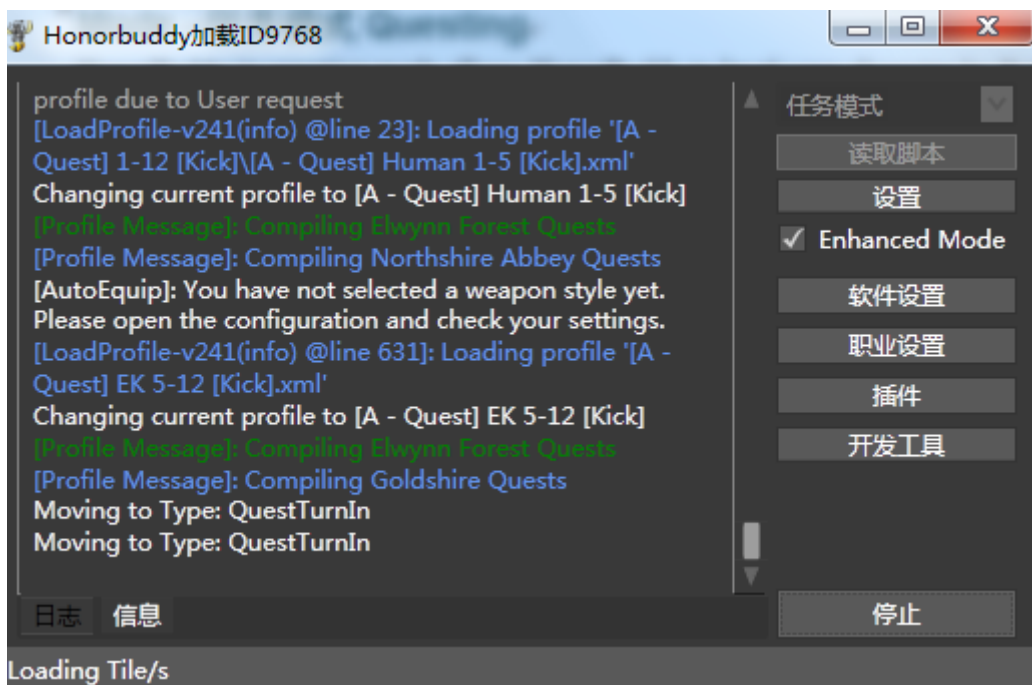 Honorbuddy加载ID9768
profile due to User request
[LoadProfile-v241(info) @line 23]: Loading profile '[A -
Quest] 1-12 [Kick]\[A - Quest] Human 1-5 [Kick].xml'
Changing current profile to [A - Quest] Human 1-5 [Kick]
[Profile Message]: Compiling Elwynn Forest Quests
[Profile Message]: Compiling Northshire Abbey Quests
[AutoEquip]: You have not selected a weapon style yet.
Please open the configuration and check your settings.
[LoadProfile-v241(info) @line 631]: Loading profile '[A -
Quest] EK 5-12 [Kick].xml'
Changing current profile to [A - Quest] EK 5-12 [Kick]
[Profile Message]: Compiling Elwynn Forest Quests
[Profile Message]: Compiling Goldshire Quests
Moving to Type: QuestTurnIn
Moving to Type: QuestTurnIn
日志
信息
任务模式
读取脚本
设置
Enhanced Mode
软件设置
职业设置
插件
开发工具
停止
Loading Tile/s